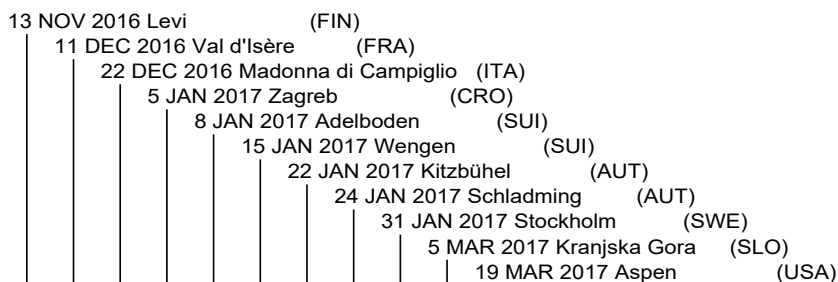 13 NOV 2016 Levi (FIN)
11 DEC 2016 Val d'Isère (FRA)
22 DEC 2016 Madonna di Campiglio (ITA)
5 JAN 2017 Zagreb (CRO)
8 JAN 2017 Adelboden (SUI)
15 JAN 2017 Wengen (SUI)
22 JAN 2017 Kitzbühel (AUT)
24 JAN 2017 Schladming (AUT)
31 JAN 2017 Stockholm (SWE)
5 MAR 2017 Kranjska Gora (SLO)
19 MAR 2017 Aspen (USA)